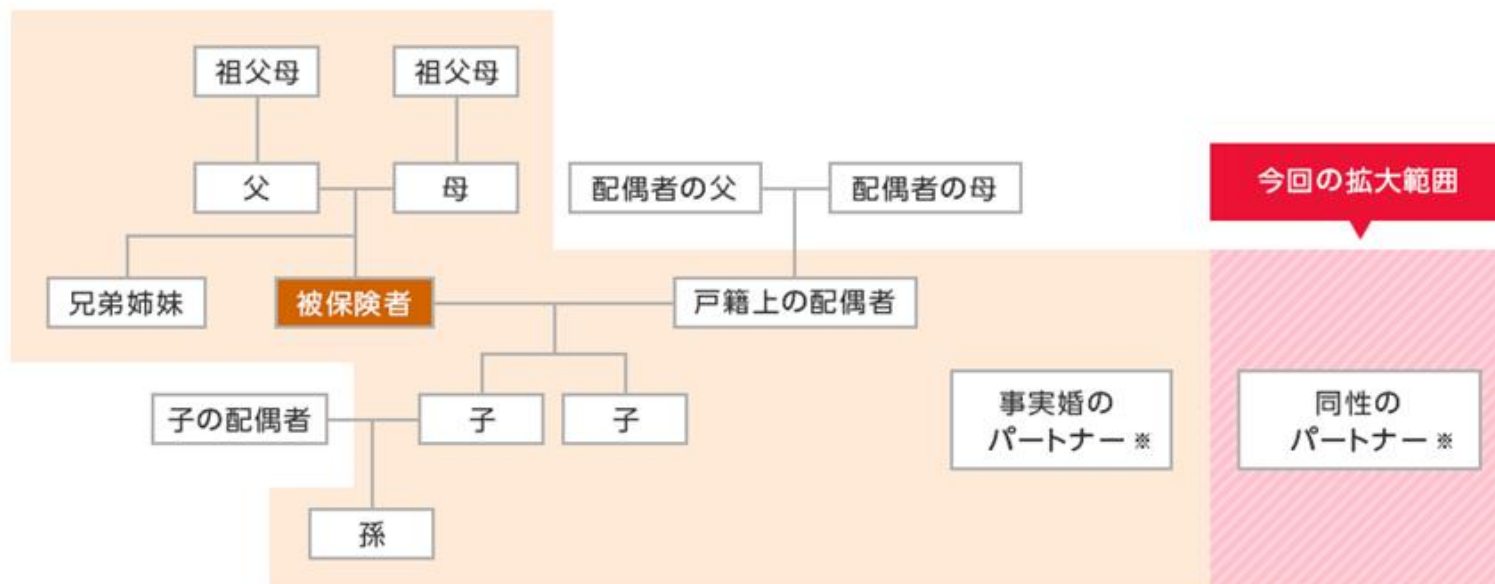 祖父母
祖父母
父
母
配偶者の父
配偶者の母
今回の拡大範囲
兄弟姉妹
被保険者
戸籍上の配偶者
子の配偶者
子
子
事実婚の
パートナー※
同性の
パートナー※
孫